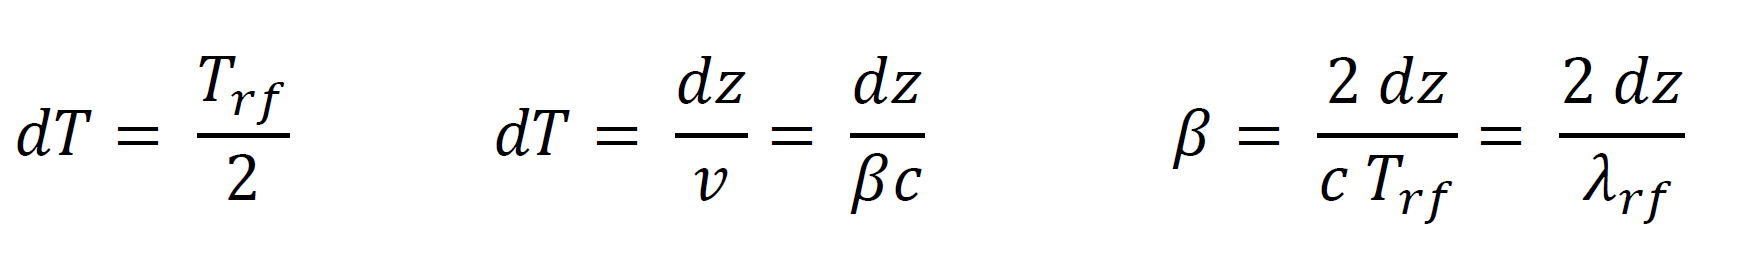 dT = T_rf / 2    dT = dz / v = dz / βc    β = 2 dz / c T_rf = 2 dz / λ_rf